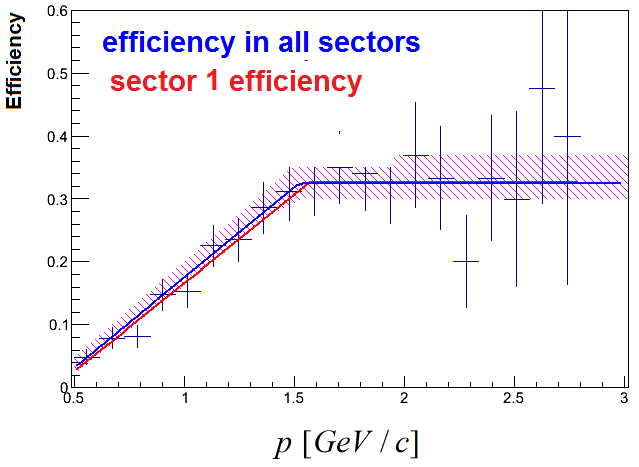 Efficiency
0.6
0.5
0.4
0.3
0.2
0.1
0
efficiency in all sectors
sector 1 efficiency
0.5 1 1.5 2 2.5 3
p [GeV / c]